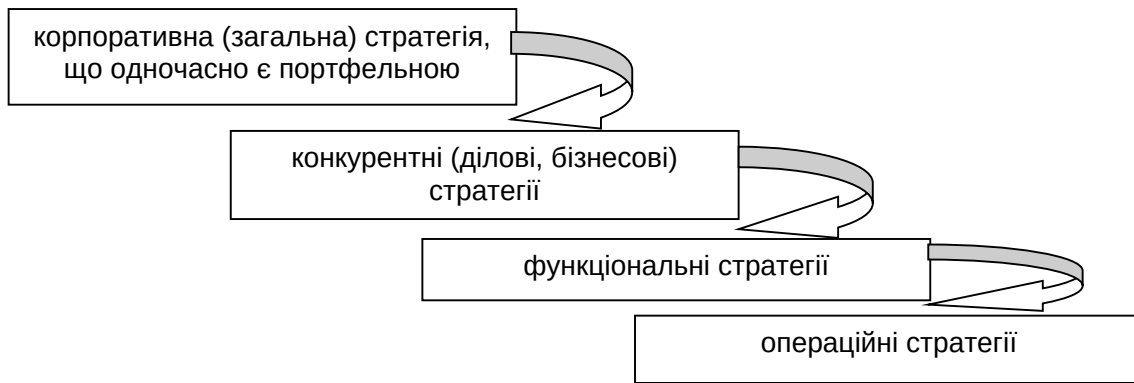 корпоративна (загальна) стратегія,
що одночасно є портфельною
конкурентні (ділові, бізнесові)
стратегії
функціональні стратегії
операційні стратегії